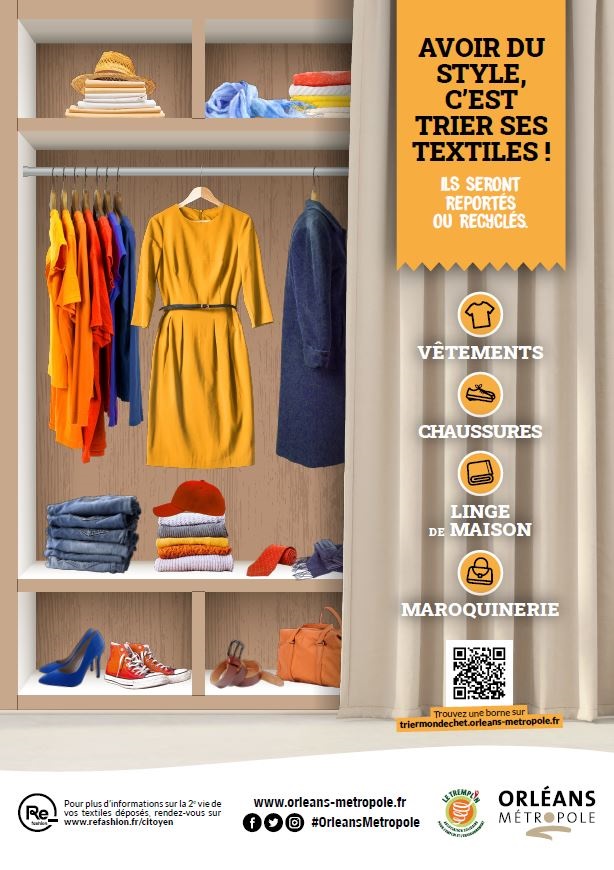 AVOIR DU
STYLE,
C'EST
TRIER SES
TEXTILES !
ILS SERONT
REPORTÉS
OU RECYCLÉS.
VÊTEMENTS
CHAUSSURES
LINGE
DE MAISON
MAROQUINERIE
Trouvez une borne sur
triermondechet.orleans-metropole.fr
Re_
fashion
Pour plus d'informations sur la 2e vie de
vos textiles déposés, rendez-vous sur
www.refashion.fr/citoyen
www.orleans-metropole.fr
#OrleansMetropole
LE TREMPLIN
ORLÉANS
MÉTROPOLE